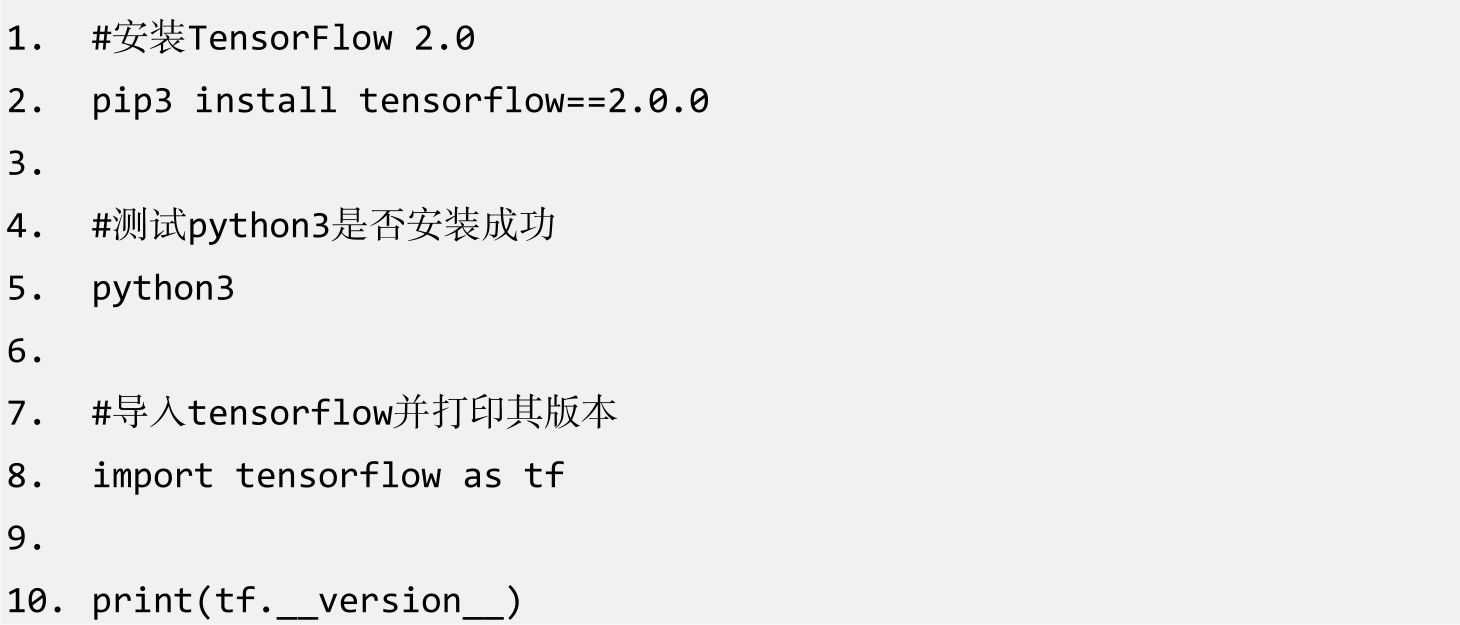 1. #安装TensorFlow 2.0
2. pip3 install tensorflow==2.0.0
3.
4. #测试python3是否安装成功
5. python3
6.
7. #导入tensorflow并打印其版本
8. import tensorflow as tf
9.
10. print(tf.__version__)